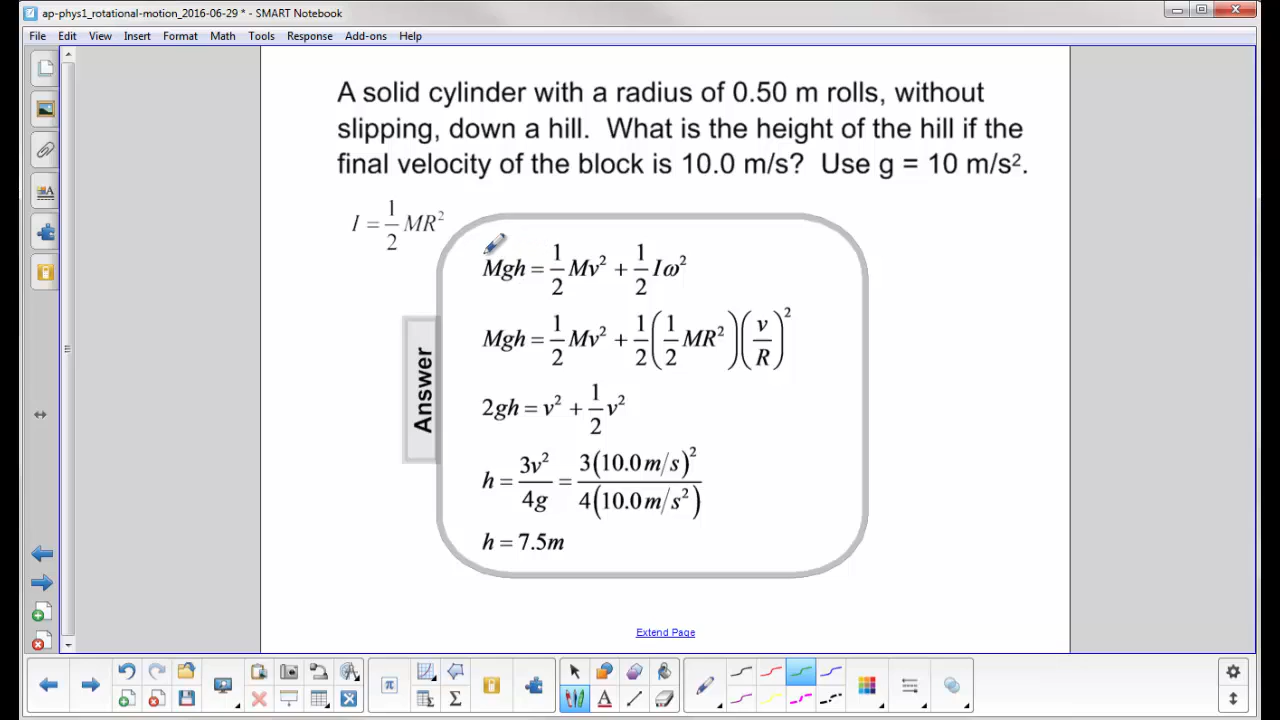 ap-phys1_rotational-motion_2016-06-29 * - SMART Notebook
File Edit View Insert Format Math Tools Response Add-ons Help
A solid cylinder with a radius of 0.50 m rolls, without
slipping, down a hill. What is the height of the hill if the
final velocity of the block is 10.0 m/s? Use g = 10 m/s².
I = 1/2 MR²
Answer
Mgh = 1/2 Mv² + 1/2 Iω²
Mgh = 1/2 Mv² + 1/2 (1/2 MR²)(v/R)²
2gh = v² + 1/2 v²
h = 3v²/4g = 3(10.0m/s)²/4(10.0m/s²)
h = 7.5m
Extend Page